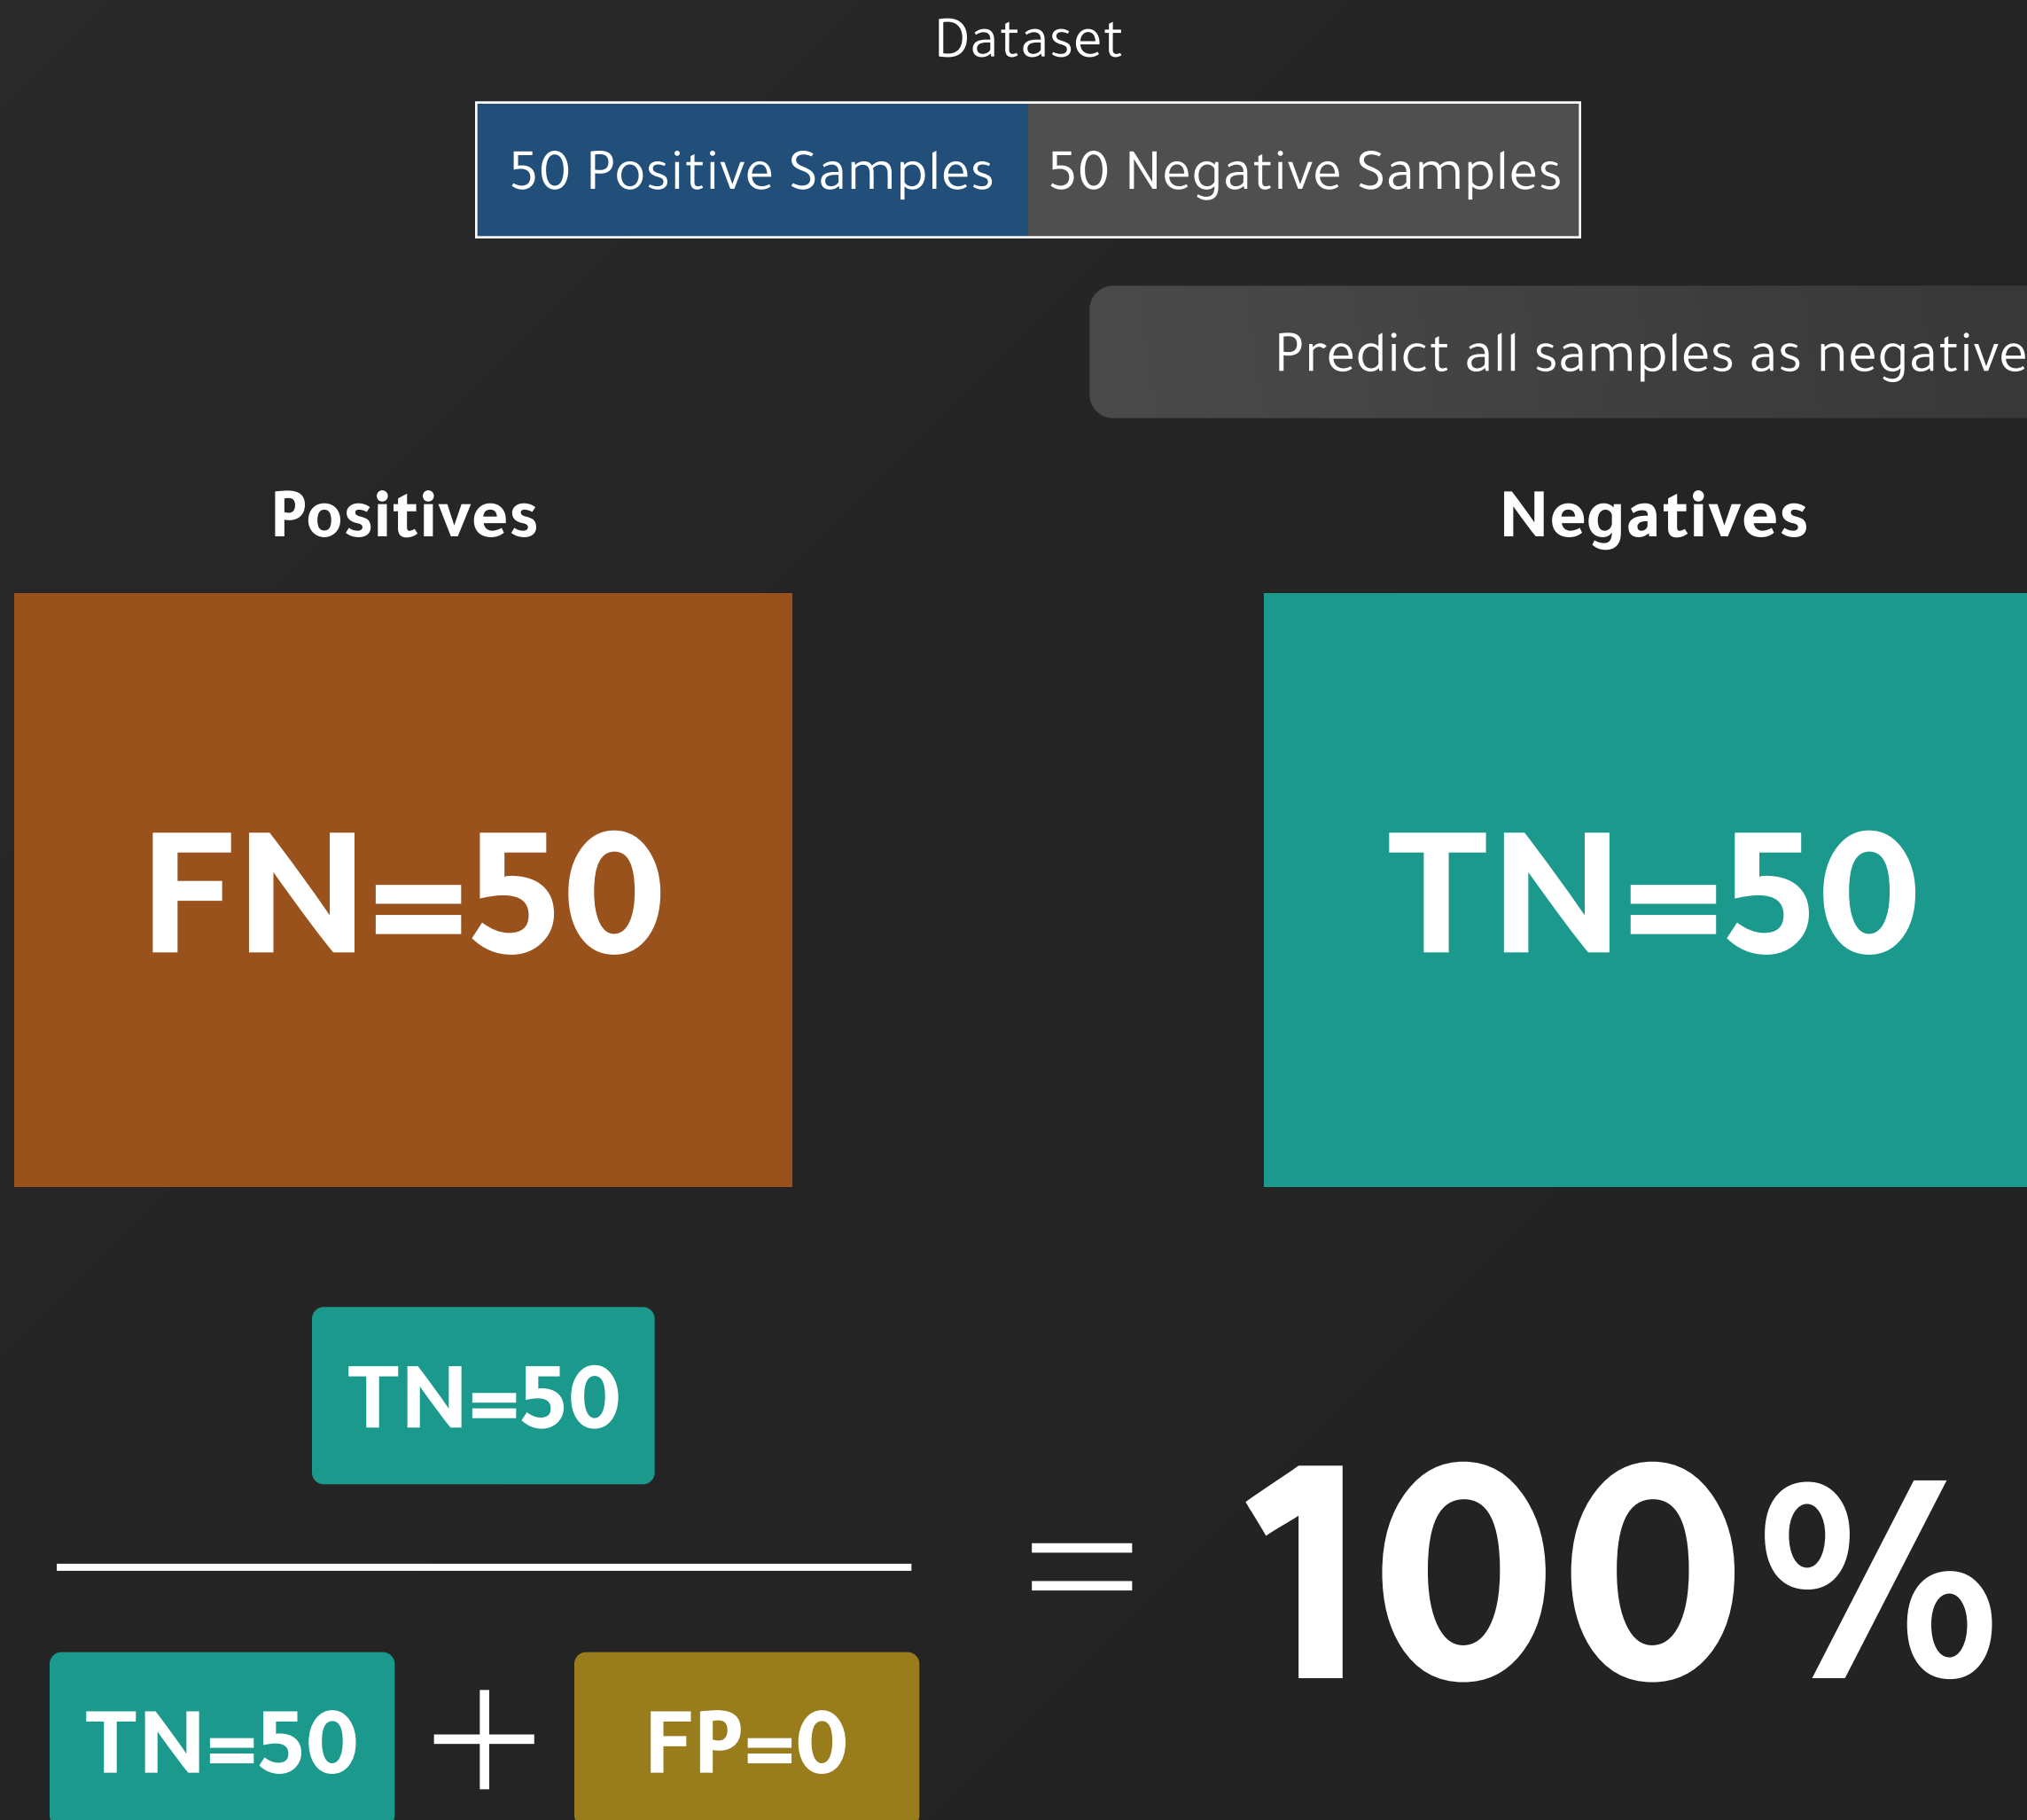 Dataset
50 Positive Samples
50 Negative Samples
Predict all samples as negative
Positives
Negatives
FN=50
TN=50
TN=50
= 100%
TN=50 + FP=0